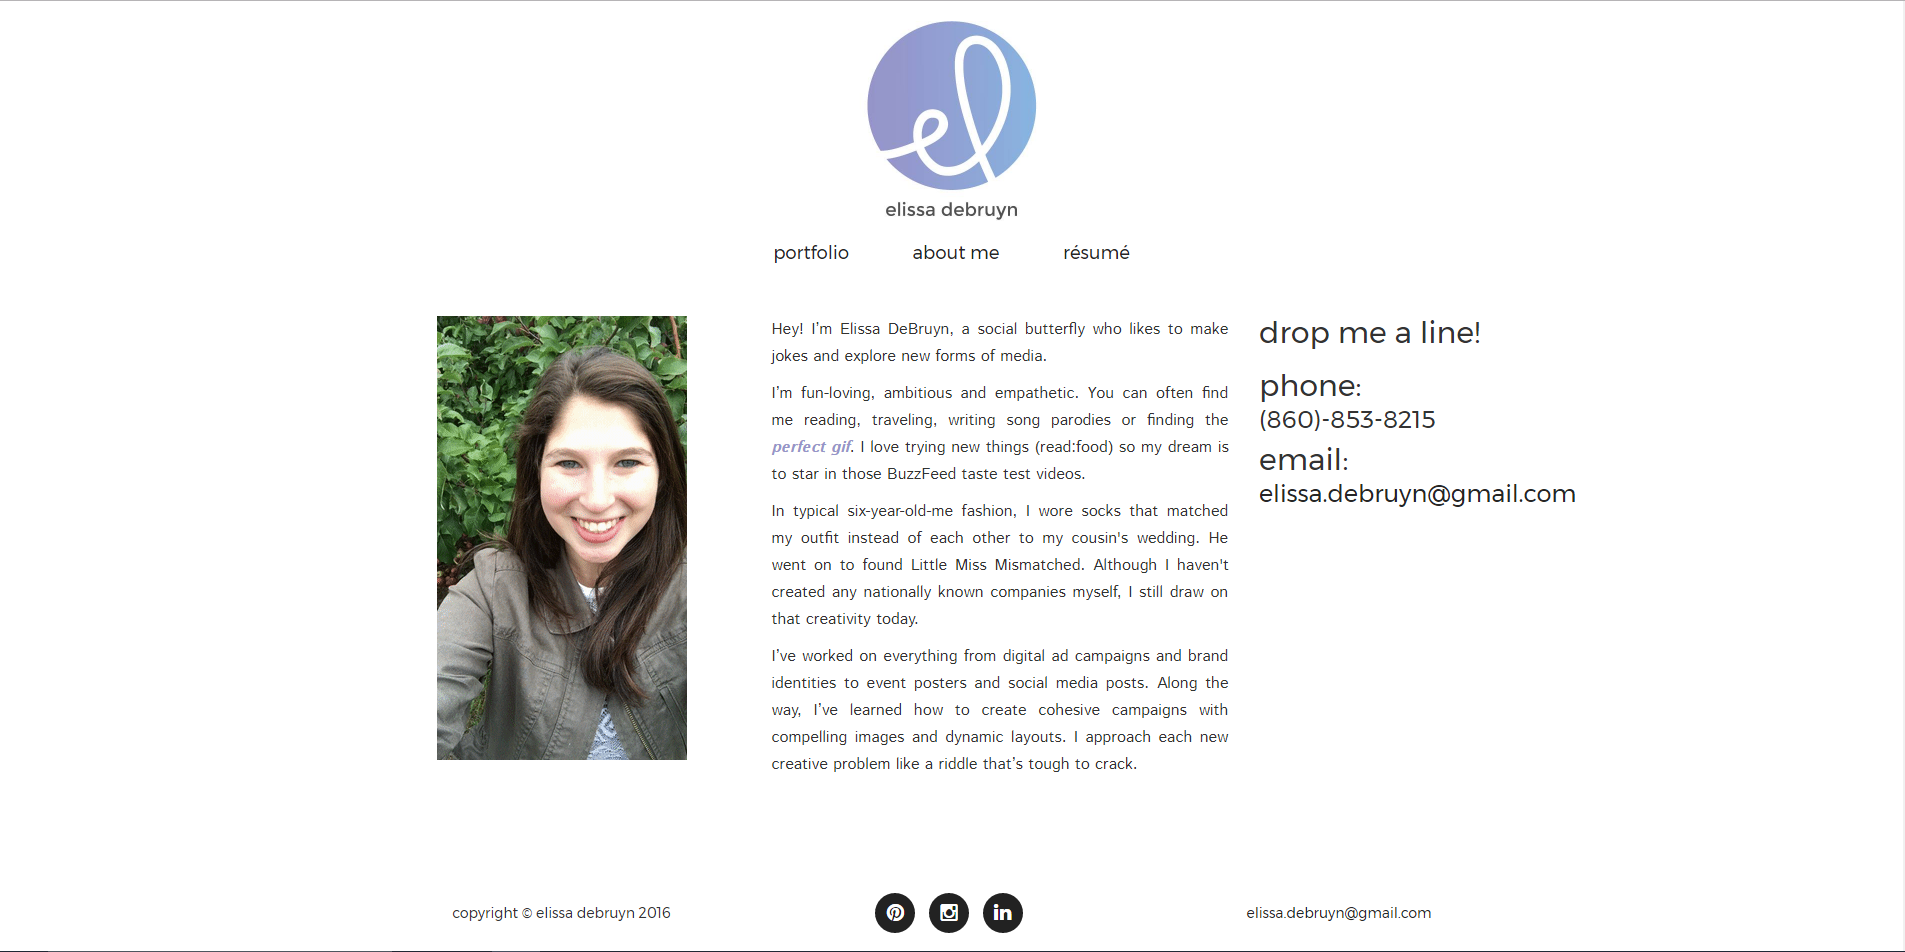 el
elissa debruyn
portfolio about me résumé
Hey! I’m Elissa DeBruyn, a social butterfly who likes to make
jokes and explore new forms of media.
I’m fun-loving, ambitious and empathetic. You can often find
me reading, traveling, writing song parodies or finding the
perfect gif. I love trying new things (read:food) so my dream is
to star in those BuzzFeed taste test videos.
In typical six-year-old-me fashion, I wore socks that matched
my outfit instead of each other to my cousin's wedding. He
went on to found Little Miss Mismatched. Although I haven't
created any nationally known companies myself, I still draw on
that creativity today.
I’ve worked on everything from digital ad campaigns and brand
identities to event posters and social media posts. Along the
way, I’ve learned how to create cohesive campaigns with
compelling images and dynamic layouts. I approach each new
creative problem like a riddle that’s tough to crack.
drop me a line!
phone:
(860)-853-8215
email:
elissa.debruyn@gmail.com
copyright © elissa debruyn 2016
in
elissa.debruyn@gmail.com